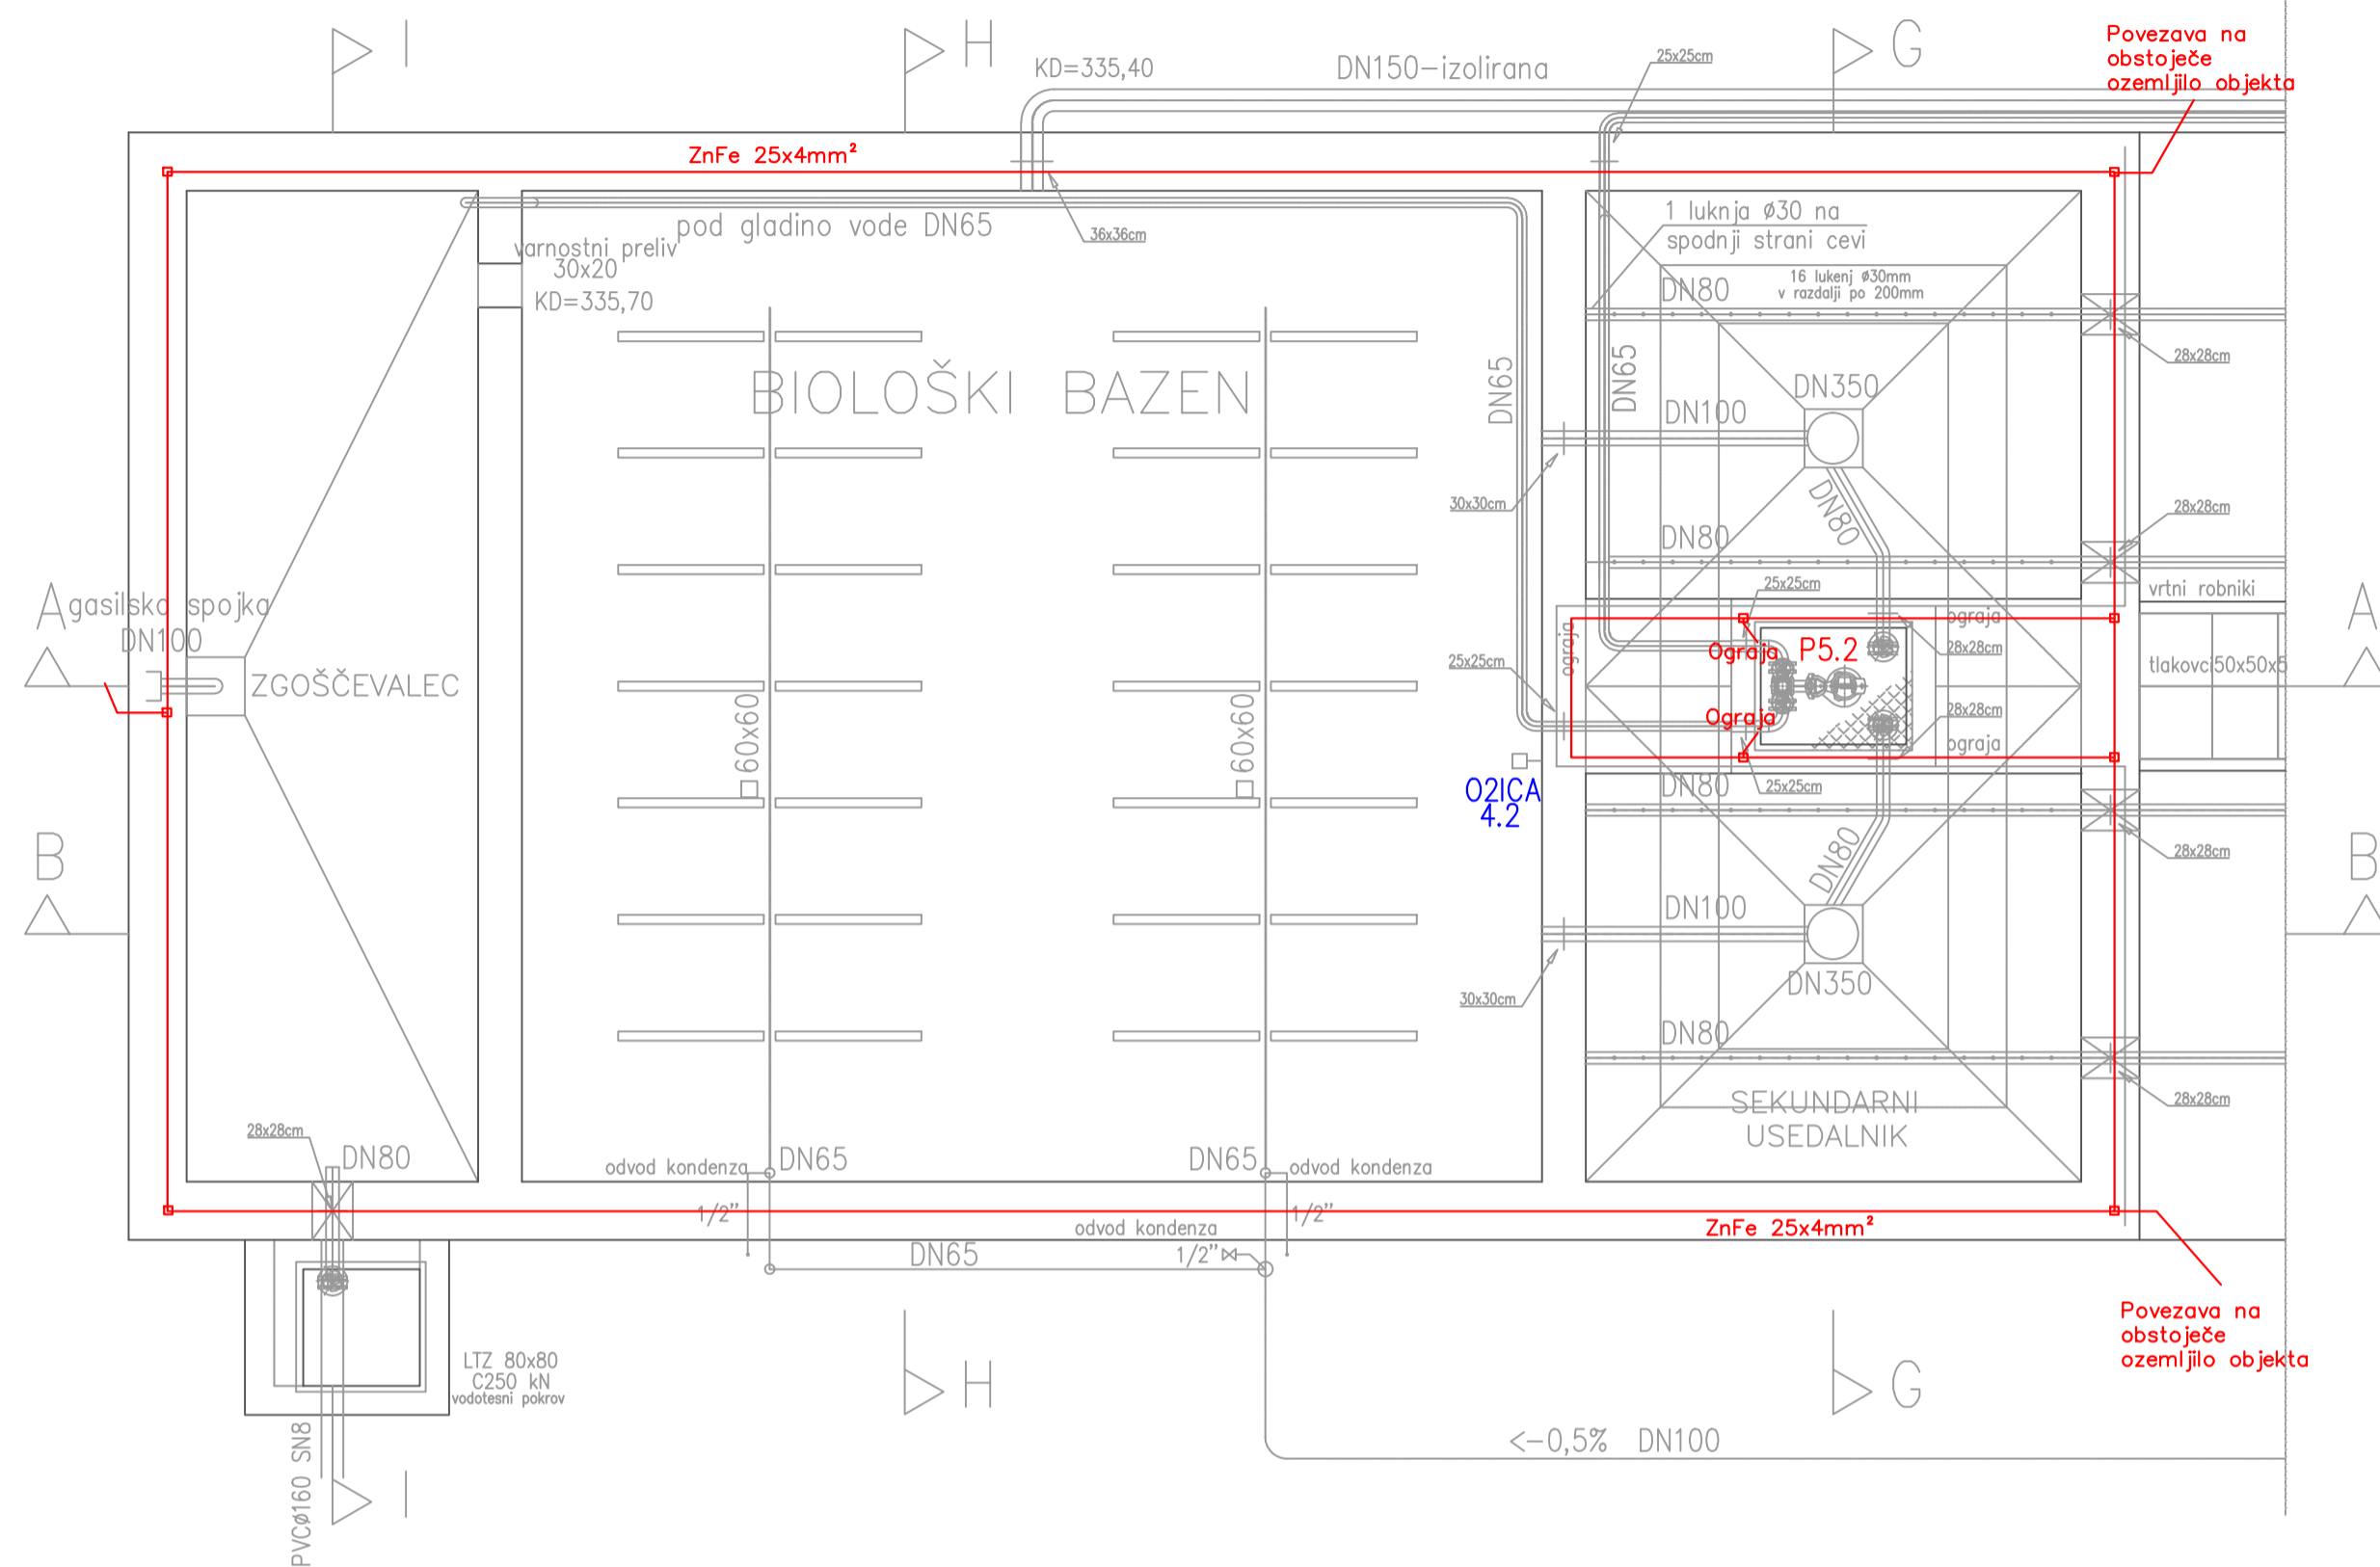 I
H
G
Povezava na
obstoječe
ozemljilo objekta
KD=335,40
DN150-izolirana
25x25cm
ZnFe 25x4mm²
pod gladino vode DN65
36x36cm
varnostni preliv
30x20
KD=335,70
1 luknja ø30 na
spodnji strani cevi
16 lukenj ø30mm
v razdalji po 200mm
DN80
28x28cm
BIOLOŠKI BAZEN
DN65
DN65
DN350
DN100
30x30cm
DN80
28x28cm
DN80
A
gasilska spojka
DN100
ZGOŠČEVALEC
25x25cm
ograja
ograja
vrtni robniki
A
Ograja
P5.2
28x28cm
25x25cm
tlakovci50x50x5
60x60
60x60
Ograja
28x28cm
ograja
O2ICA
4.2
25x25cm
DN80
B
28x28cm
B
DN80
DN100
30x30cm
DN350
DN80
28x28cm
SEKUNDARNI
USEDALNIK
28x28cm
DN80
odvod kondenza
DN65
DN65
odvod kondenza
1/2"
1/2"
odvod kondenza
1/2"
DN65
ZnFe 25x4mm²
Povezava na
obstoječe
ozemljilo objekta
LTZ 80x80
C250 kN
vodotesni pokrov
H
G
PVCø160 SN8
I
<-0,5% DN100